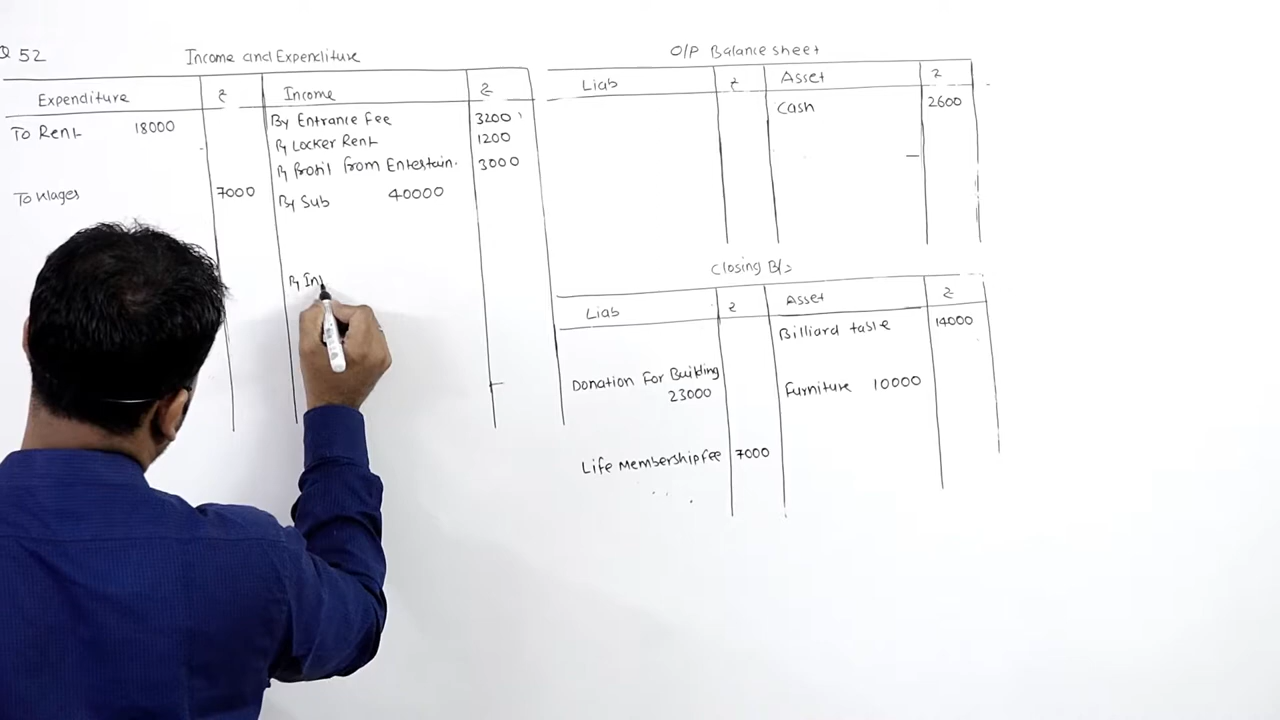 Q 52
Income and Expenditure
Expenditure ₹ Income ₹
To Rent 18000
To Wages 7000
By Entrance Fee 3200
By Locker Rent 1200
By Profit from Entertain. 3000
By Sub 40000
By In
O/P Balance sheet
Liab ₹ Asset ₹
Cash 2600
Closing B/s
Liab ₹ Asset ₹
Billiard table 14000
Donation For Building
23000
Furniture 10000
Life Membership Fee 7000